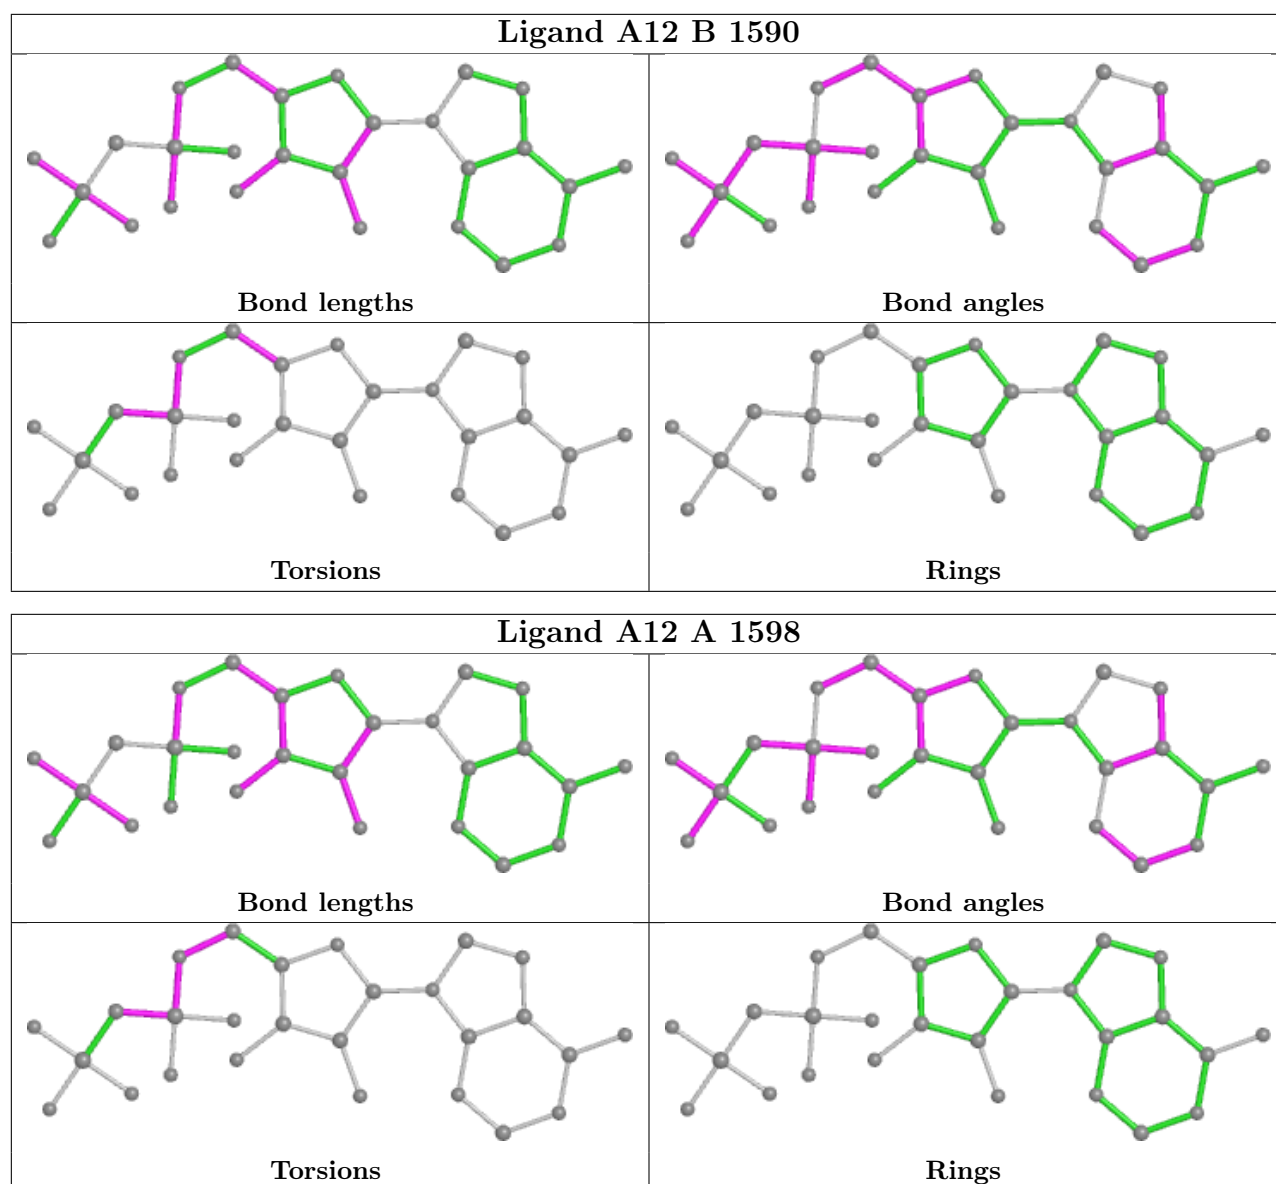 Ligand A12 B 1590
Bond lengths
Bond angles
Torsions
Rings
Ligand A12 A 1598
Bond lengths
Bond angles
Torsions
Rings